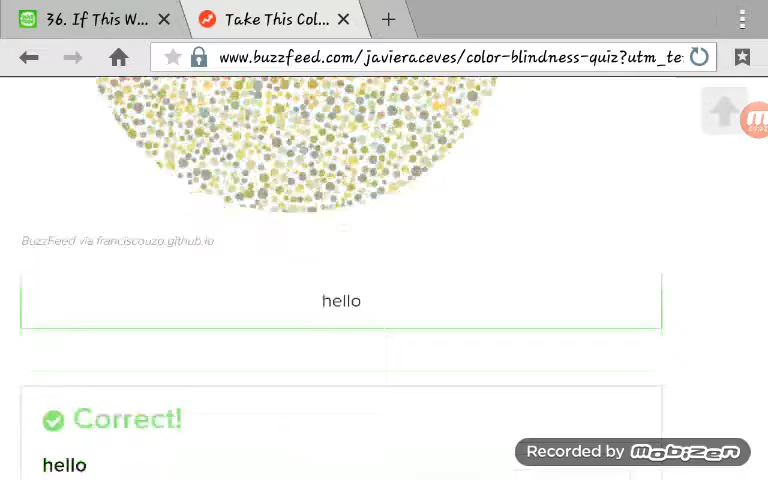 36. If This W...
Take This Col...
www.buzzfeed.com/javieraceves/color-blindness-quiz?utm_te
BuzzFeed via franciscouzo.github.io
hello
Correct!
hello
Recorded by mobizen